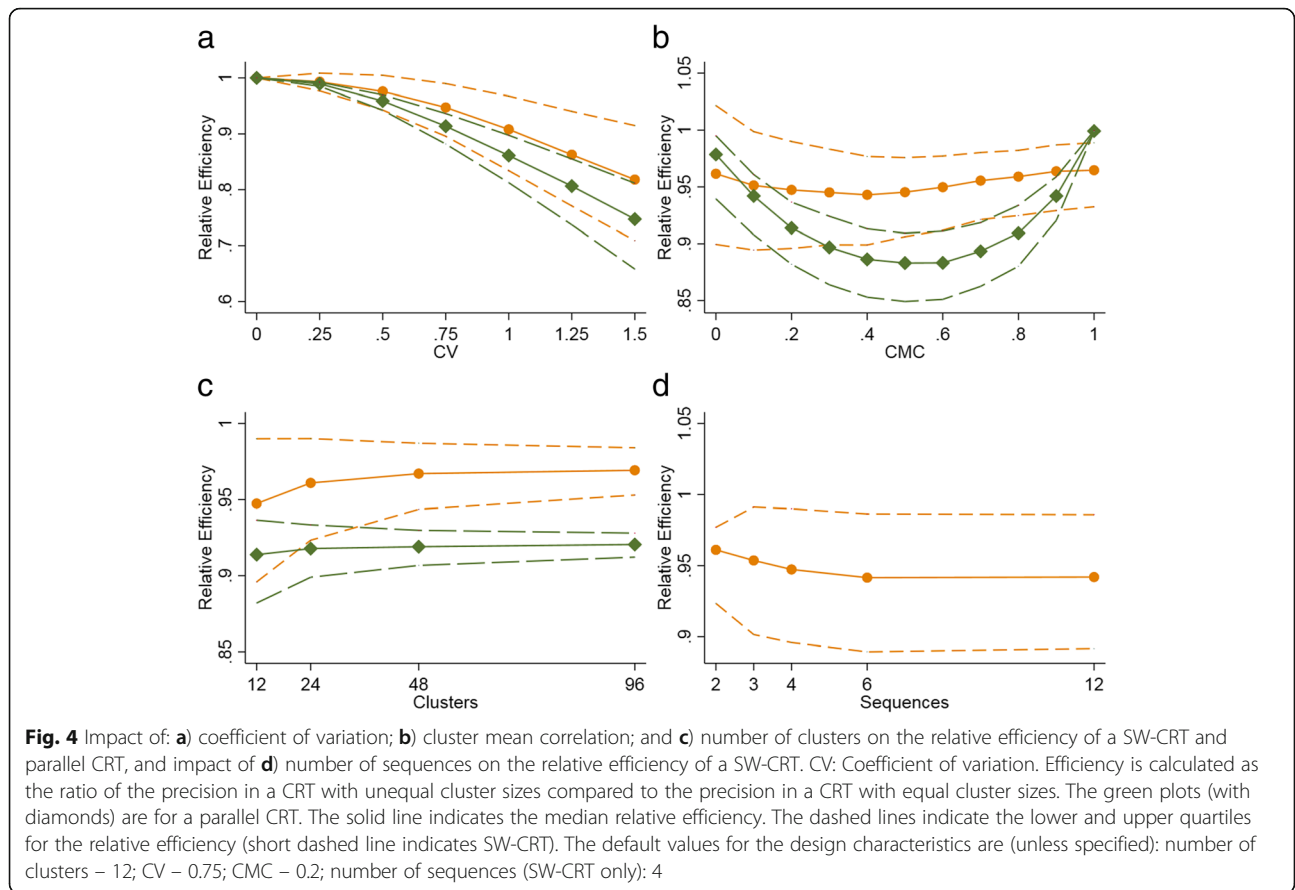 a
Relative Efficiency
1
.9
.8
.7
.6
0 .25 .5 .75 1 1.25 1.5
CV
b
Relative Efficiency
1.05
1
.95
.9
.85
0 .2 .4 .6 .8 1
CMC
c
Relative Efficiency
1
.95
.9
.85
12 24 48 96
Clusters
d
Relative Efficiency
1.05
1
.95
.9
2 3 4 6 12
Sequences
Fig. 4 Impact of: a) coefficient of variation; b) cluster mean correlation; and c) number of clusters on the relative efficiency of a SW-CRT and
parallel CRT, and impact of d) number of sequences on the relative efficiency of a SW-CRT. CV: Coefficient of variation. Efficiency is calculated as
the ratio of the precision in a CRT with unequal cluster sizes compared to the precision in a CRT with equal cluster sizes. The green plots (with
diamonds) are for a parallel CRT. The solid line indicates the median relative efficiency. The dashed lines indicate the lower and upper quartiles
for the relative efficiency (short dashed line indicates SW-CRT). The default values for the design characteristics are (unless specified): number of
clusters – 12; CV – 0.75; CMC – 0.2; number of sequences (SW-CRT only): 4